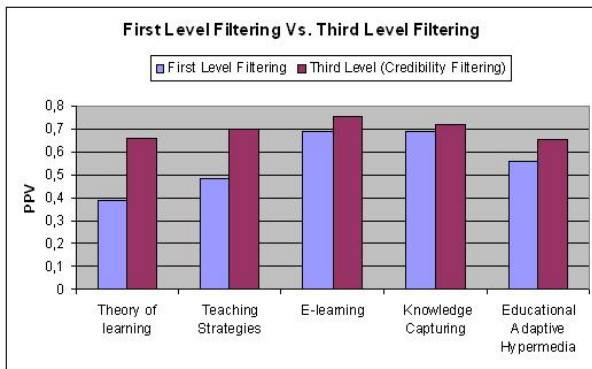 First Level Filtering Vs. Third Level Filtering
First Level Filtering Third Level (Credibility Filtering)
0,8
0,7
0,6
0,5
0,4
0,3
0,2
0,1
0
PPV
Theory of
learning
Teaching
Strategies
E-learning
Knowledge
Capturing
Educational
Adaptive
Hypermedia